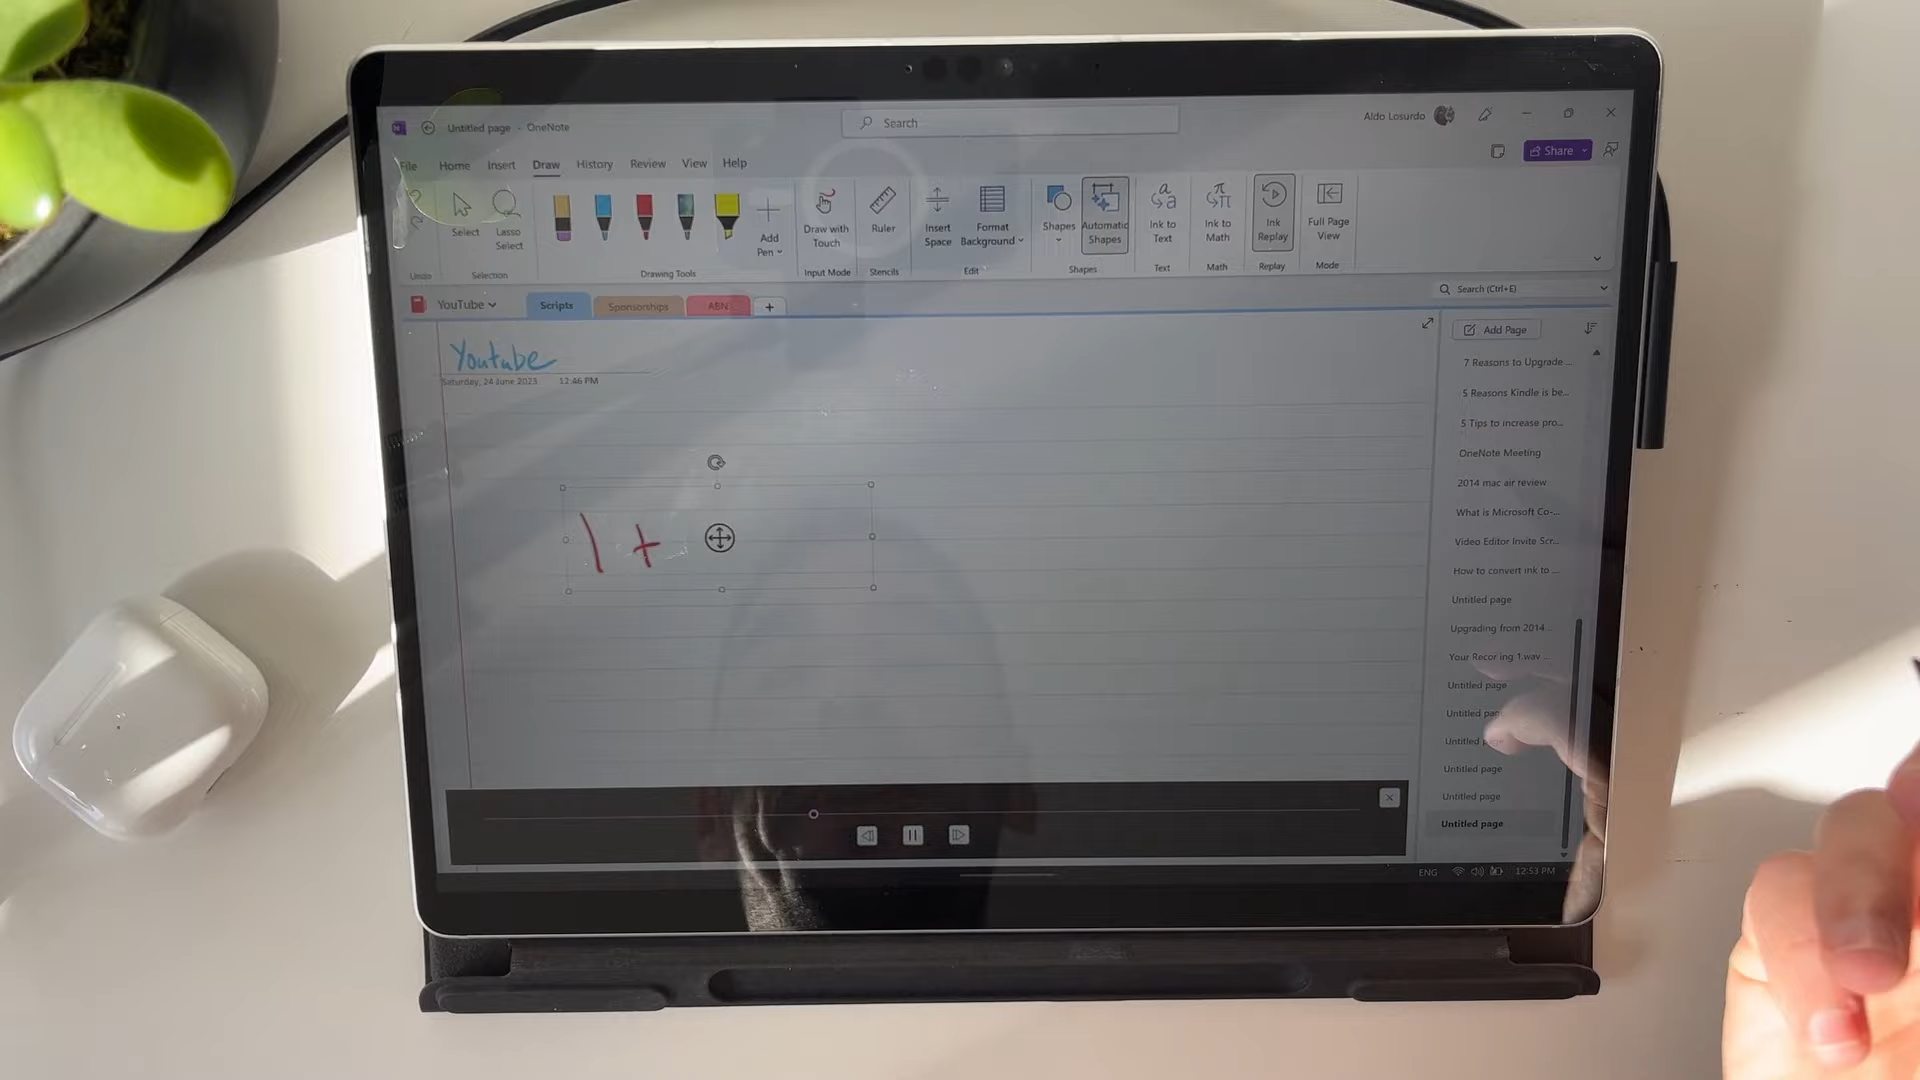 Untitled page - OneNote
Search
Aldo Losurdo
File Home Insert Draw History Review View Help
Share
Select
Lasso Select
Add Pen
Draw with Touch
Ruler
Insert Space
Format Background
Shapes
Automatic Shapes
Ink to Text
Ink to Math
Ink Replay
Full Page View
Undo
Selection
Drawing Tools
Input Mode
Stencils
Edit
Shapes
Text
Math
Replay
Mode
YouTube
Scripts
Sponsorships
ABN
+
Search (Ctrl+E)
Add Page
Youtube
Saturday, 24 June 2023 12:46 PM
1 +
7 Reasons to Upgrade ...
5 Reasons Kindle is be...
5 Tips to increase pro...
OneNote Meeting
2014 mac air review
What is Microsoft Co-...
Video Editor Invite Scr...
How to convert ink to ...
Untitled page
Upgrading from 2014...
Your Recording 1.wav ...
Untitled page
Untitled page
Untitled page
Untitled page
Untitled page
Untitled page
ENG 12:53 PM